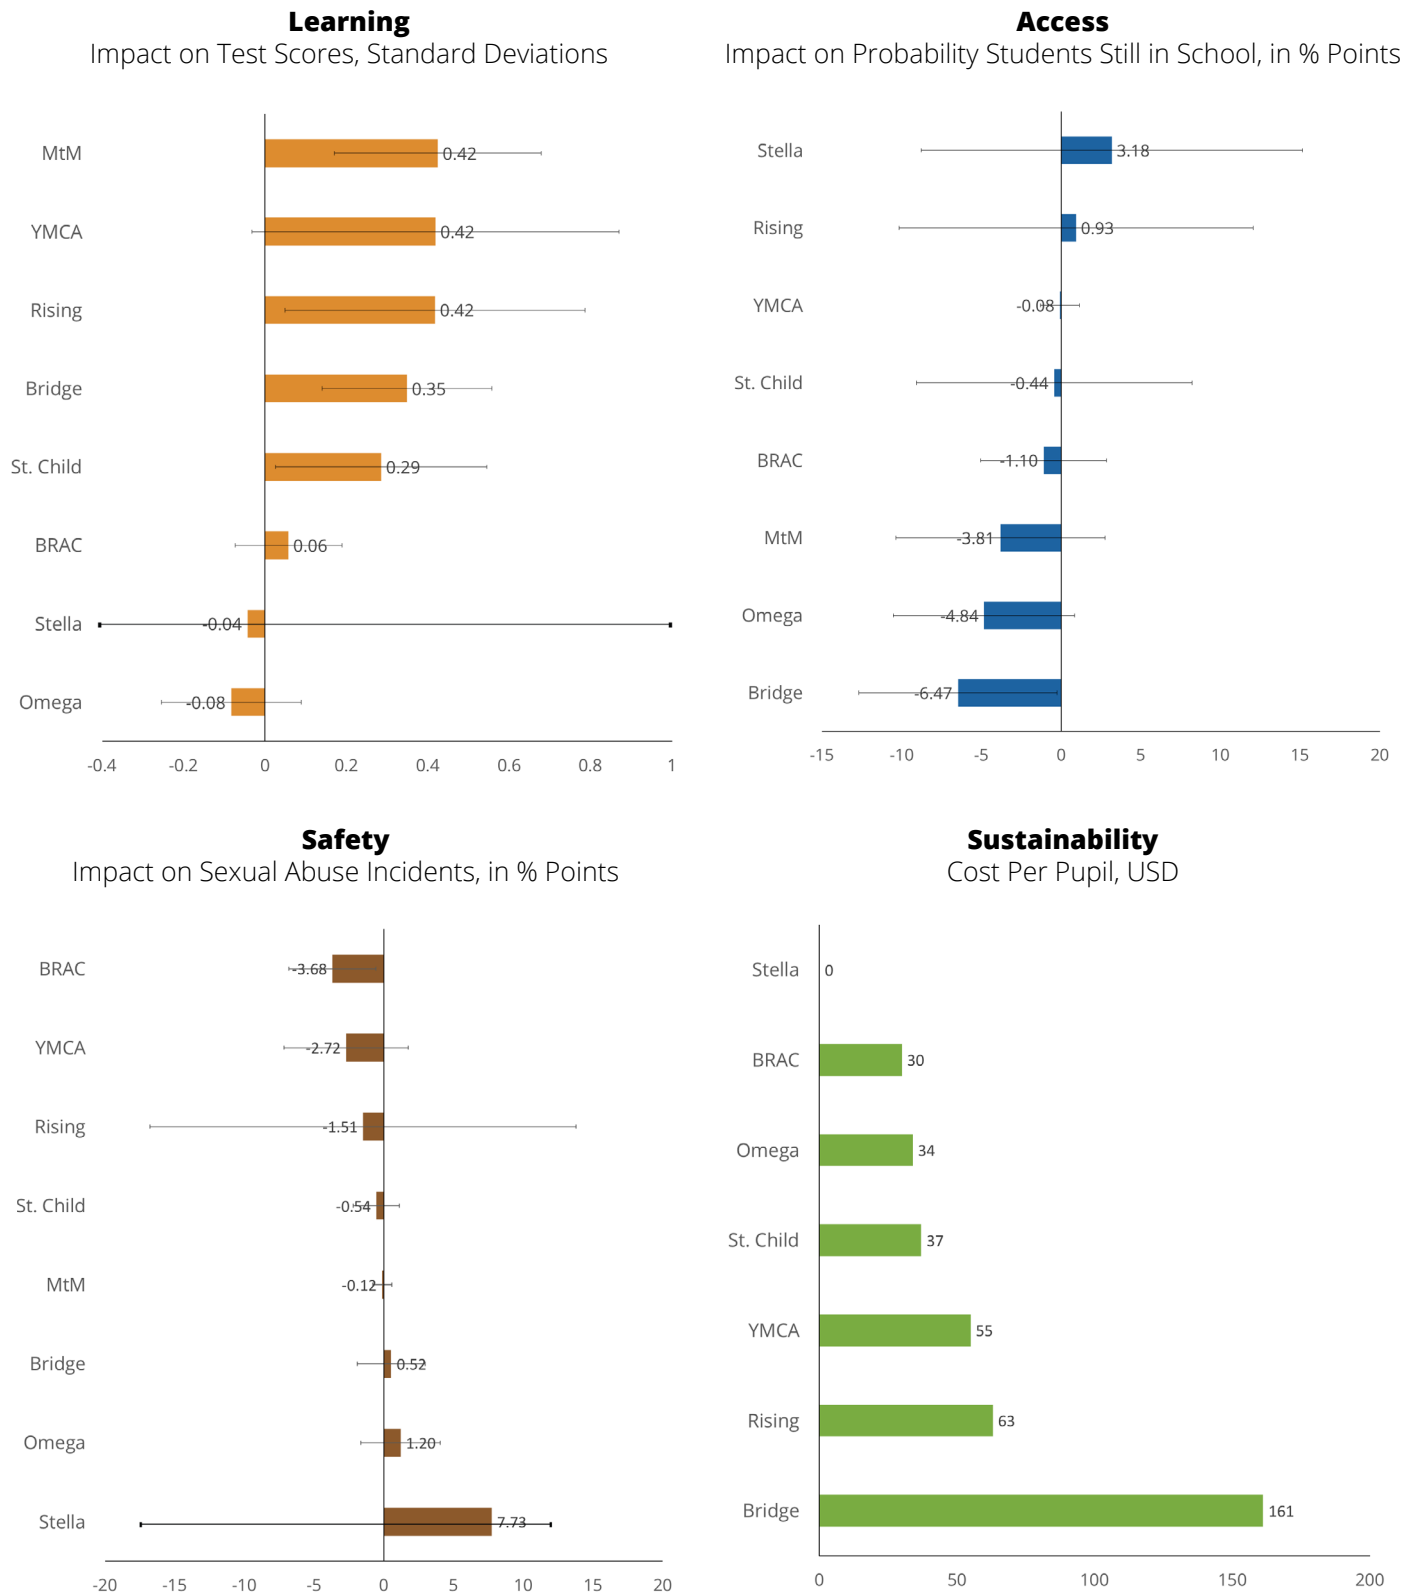 Learning
Impact on Test Scores, Standard Deviations
MtM 0.42
YMCA 0.42
Rising 0.42
Bridge 0.35
St. Child 0.29
BRAC 0.06
Stella -0.04
Omega -0.08
-0.4 -0.2 0 0.2 0.4 0.6 0.8 1
Access
Impact on Probability Students Still in School, in % Points
Stella 3.18
Rising 0.93
YMCA -0.08
St. Child -0.44
BRAC -1.10
MtM -3.81
Omega -4.84
Bridge -6.47
-15 -10 -5 0 5 10 15 20
Safety
Impact on Sexual Abuse Incidents, in % Points
BRAC -3.68
YMCA -2.72
Rising -1.51
St. Child -0.54
MtM -0.12
Bridge 0.52
Omega 1.20
Stella 7.73
-20 -15 -10 -5 0 5 10 15 20
Sustainability
Cost Per Pupil, USD
Stella 0
BRAC 30
Omega 34
St. Child 37
YMCA 55
Rising 63
Bridge 161
0 50 100 150 200